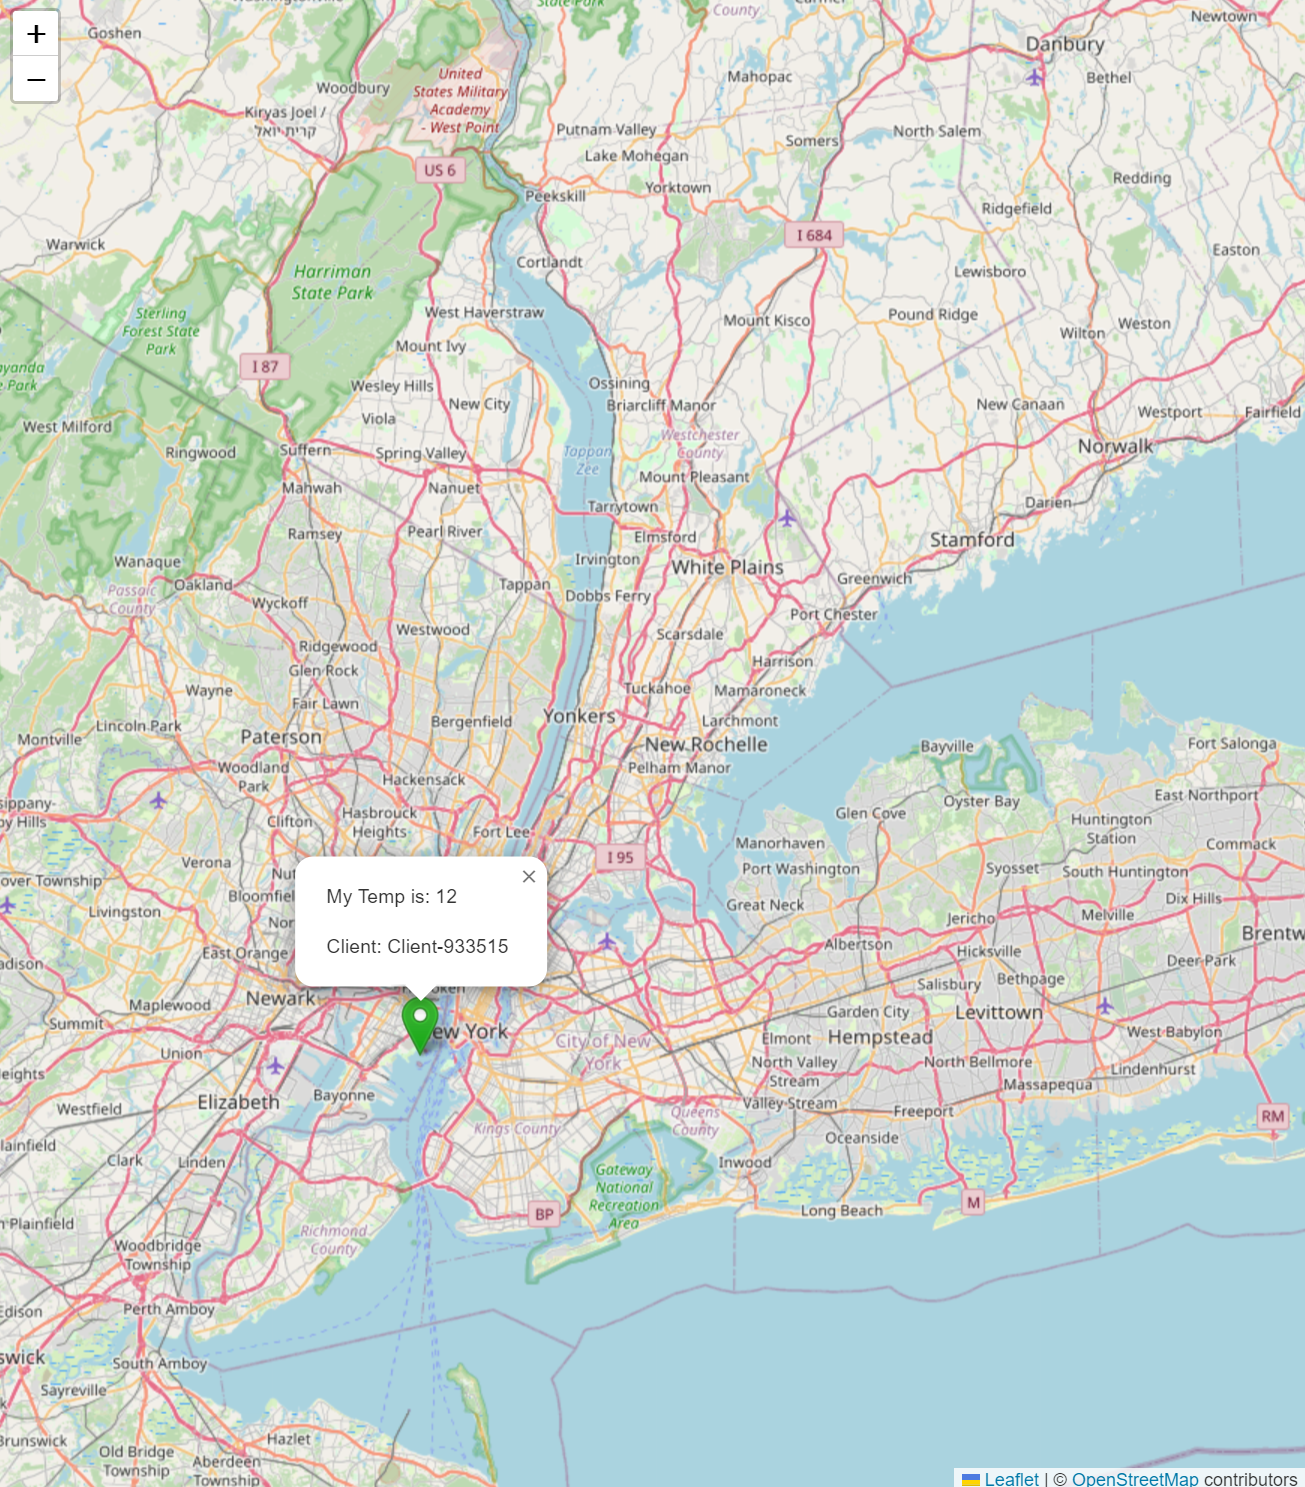 Washingtonville
State Park
Carmel
County
Newtown
Goshen
Danbury
Bethel
Mahopac
Woodbury
United
States Military
Academy
- West Point
Kiryas Joel /
קרית יואל
Putnam Valley
Lake Mohegan
Somers
North Salem
US 6
Peekskill
Yorktown
Redding
Ridgefield
I 684
Warwick
Easton
Harriman
State Park
Cortlandt
Lewisboro
Sterling
Forest State
Park
West Haverstraw
Mount Kisco
Pound Ridge
Weston
Wilton
Mount Ivy
I 87
Park
Wesley Hills
Ossining
Viola
New City
Briarcliff Manor
New Canaan
Westport
Fairfield
West Milford
Ringwood
Suffern
Spring Valley
Tappan
Zee
Westchester
County
Norwalk
Mahwah
Nanuet
Mount Pleasant
Tarrytown
Darien
Ramsey
Pearl River
Elmsford
Stamford
Wanaque
Irvington
White Plains
Oakland
Tappan
Dobbs Ferry
Greenwich
Passaic
County
Wyckoff
Port Chester
Westwood
Scarsdale
Ridgewood
Glen Rock
Harrison
Wayne
Fair Lawn
Tuckahoe
Mamaroneck
Lincoln Park
Bergenfield
Yonkers
Larchmont
Montville
Paterson
New Rochelle
Bayville
Fort Salonga
Woodland
Park
Hackensack
Pelham Manor
Oyster Bay
East Northport
Clifton
Hasbrouck
Heights
Fort Lee
Glen Cove
Huntington
Station
Manorhaven
Commack
Verona
I 95
Port Washington
Syosset
South Huntington
Livingston
Great Neck
Jericho
Melville
Dix Hills
My Temp is: 12
Client: Client-933515
East Orange
Albertson
Hicksville
Deer Park
Newark
Salisbury
Bethpage
Maplewood
Garden City
Levittown
Summit
New York
City of New
York
Elmont
Hempstead
West Babylon
Union
North Valley
Stream
North Bellmore
Lindenhurst
Elizabeth
Bayonne
Massapequa
Westfield
Valley Stream
Freeport
RM
Kings County
Queens
County
Oceanside
Clark
Linden
Inwood
Gateway
National
Recreation
Area
M
BP
Long Beach
Richmond
County
Woodbridge
Township
Perth Amboy
South Amboy
Sayreville
Old Bridge
Township
Hazlet
Aberdeen
Township
+
−
×
Leaflet | © OpenStreetMap contributors